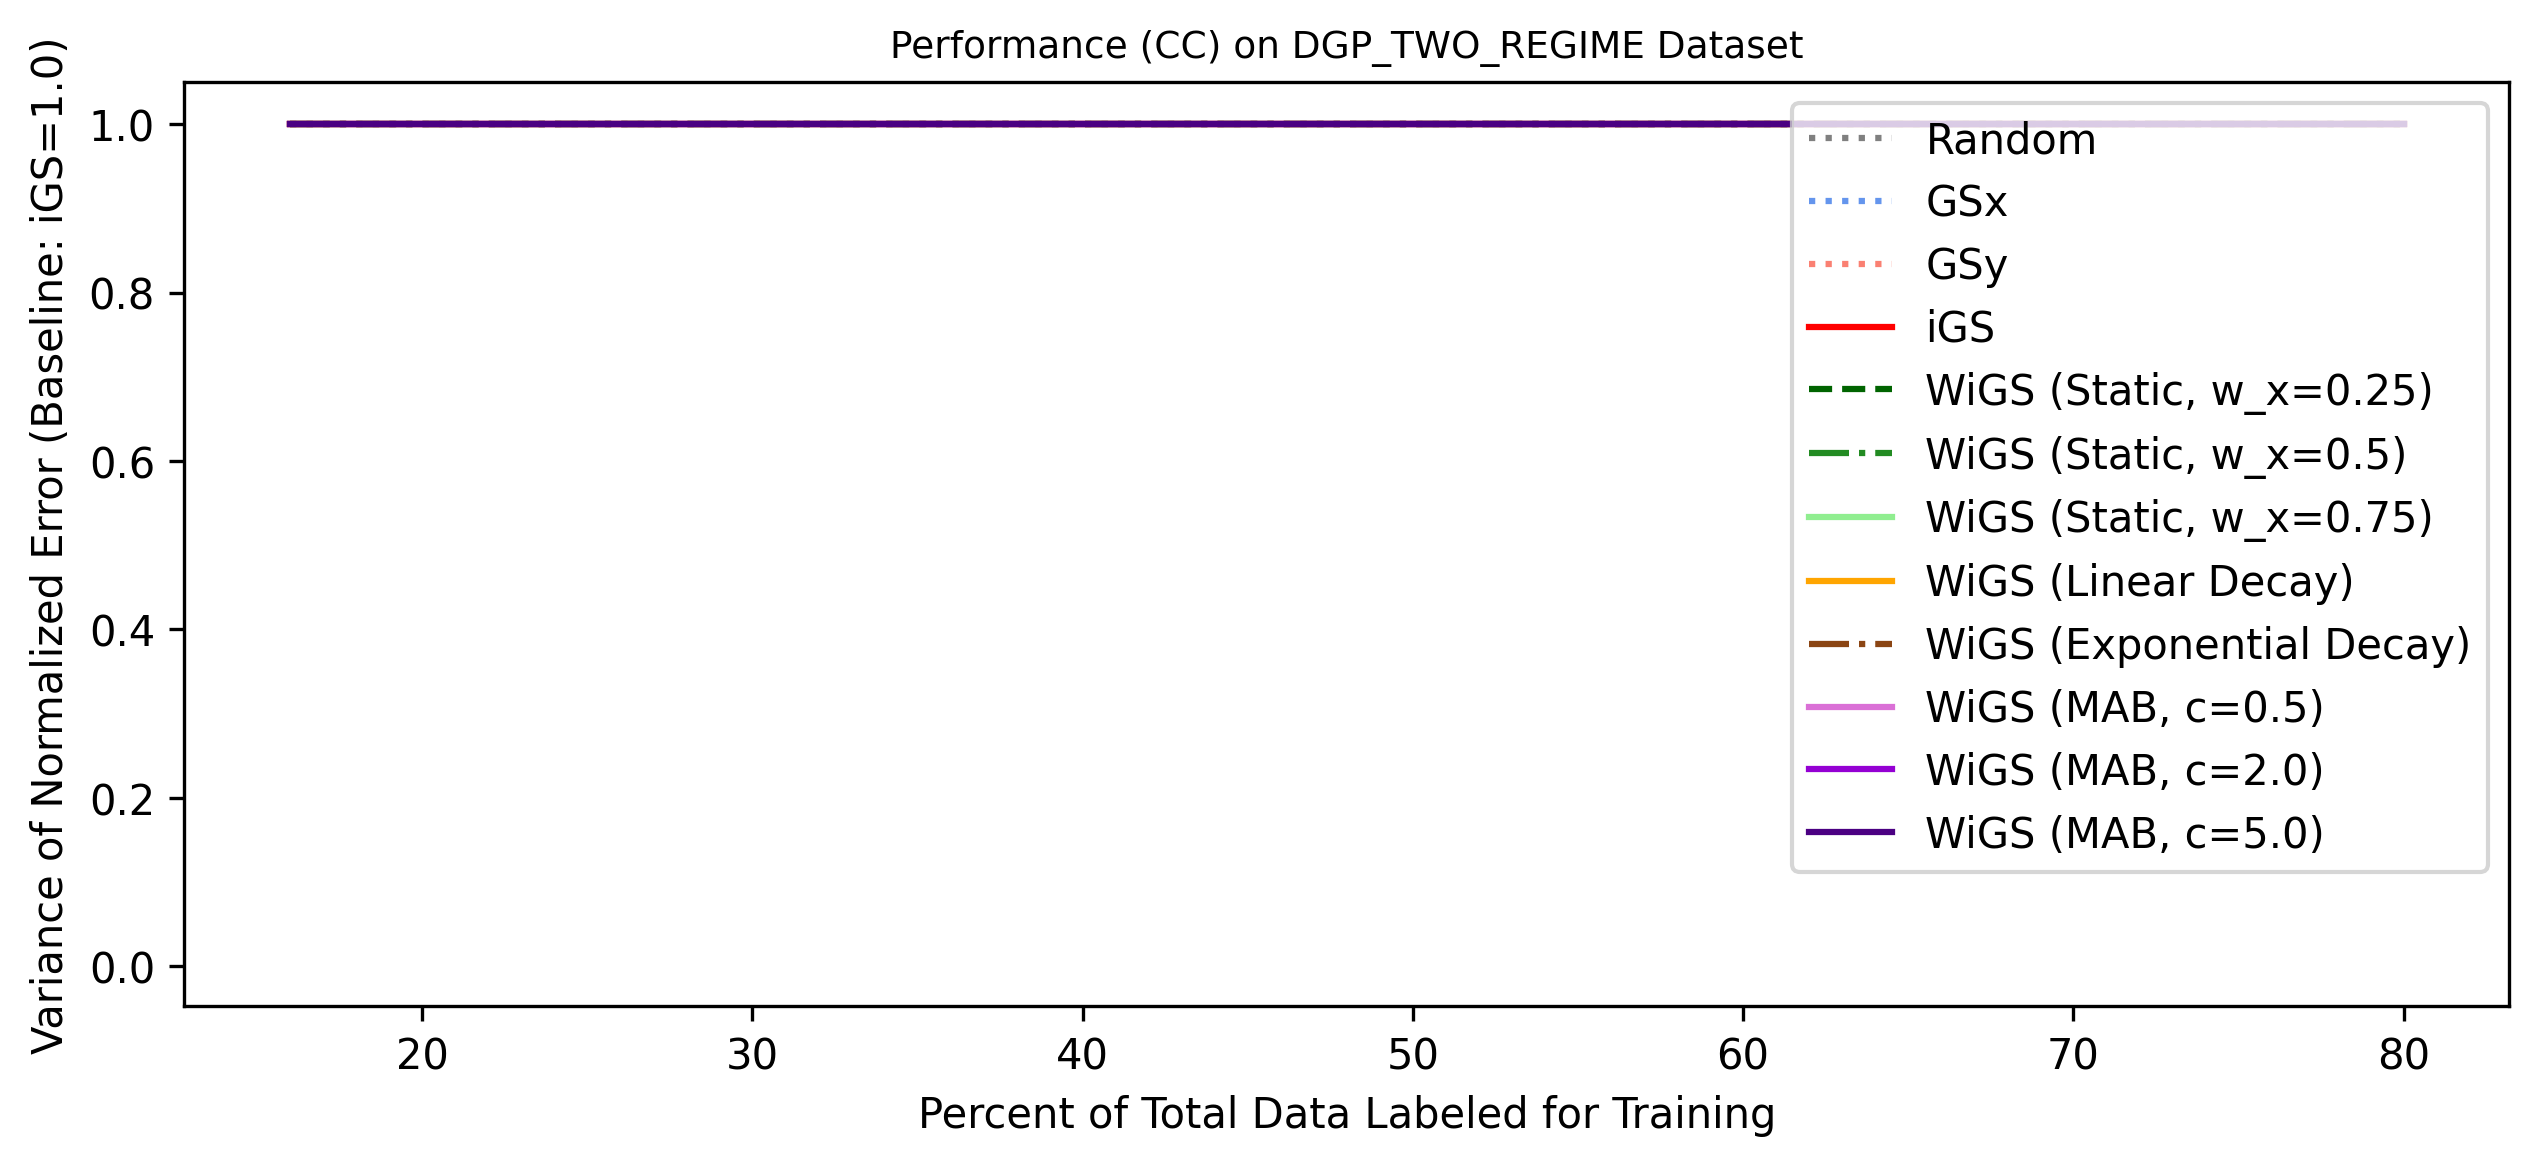 Performance (CC) on DGP_TWO_REGIME Dataset
Variance of Normalized Error (Baseline: iGS=1.0)
1.0
0.8
0.6
0.4
0.2
0.0
Random
GSx
GSy
iGS
WiGS (Static, w_x=0.25)
WiGS (Static, w_x=0.5)
WiGS (Static, w_x=0.75)
WiGS (Linear Decay)
WiGS (Exponential Decay)
WiGS (MAB, c=0.5)
WiGS (MAB, c=2.0)
WiGS (MAB, c=5.0)
20 30 40 50 60 70 80
Percent of Total Data Labeled for Training